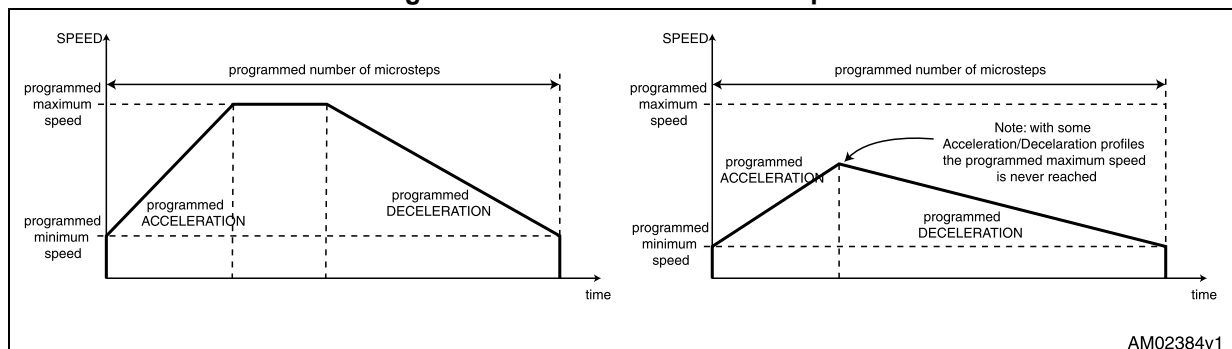 SPEED
programmed number of microsteps
programmed
maximum
speed
programmed
ACCELERATION
programmed
DECELERATION
programmed
minimum
speed
time
SPEED
programmed number of microsteps
programmed
maximum
speed
Note: with some
Acceleration/Decelaration profiles
the programmed maximum speed
is never reached
programmed
ACCELERATION
programmed
DECELERATION
programmed
minimum
speed
time
AM02384v1